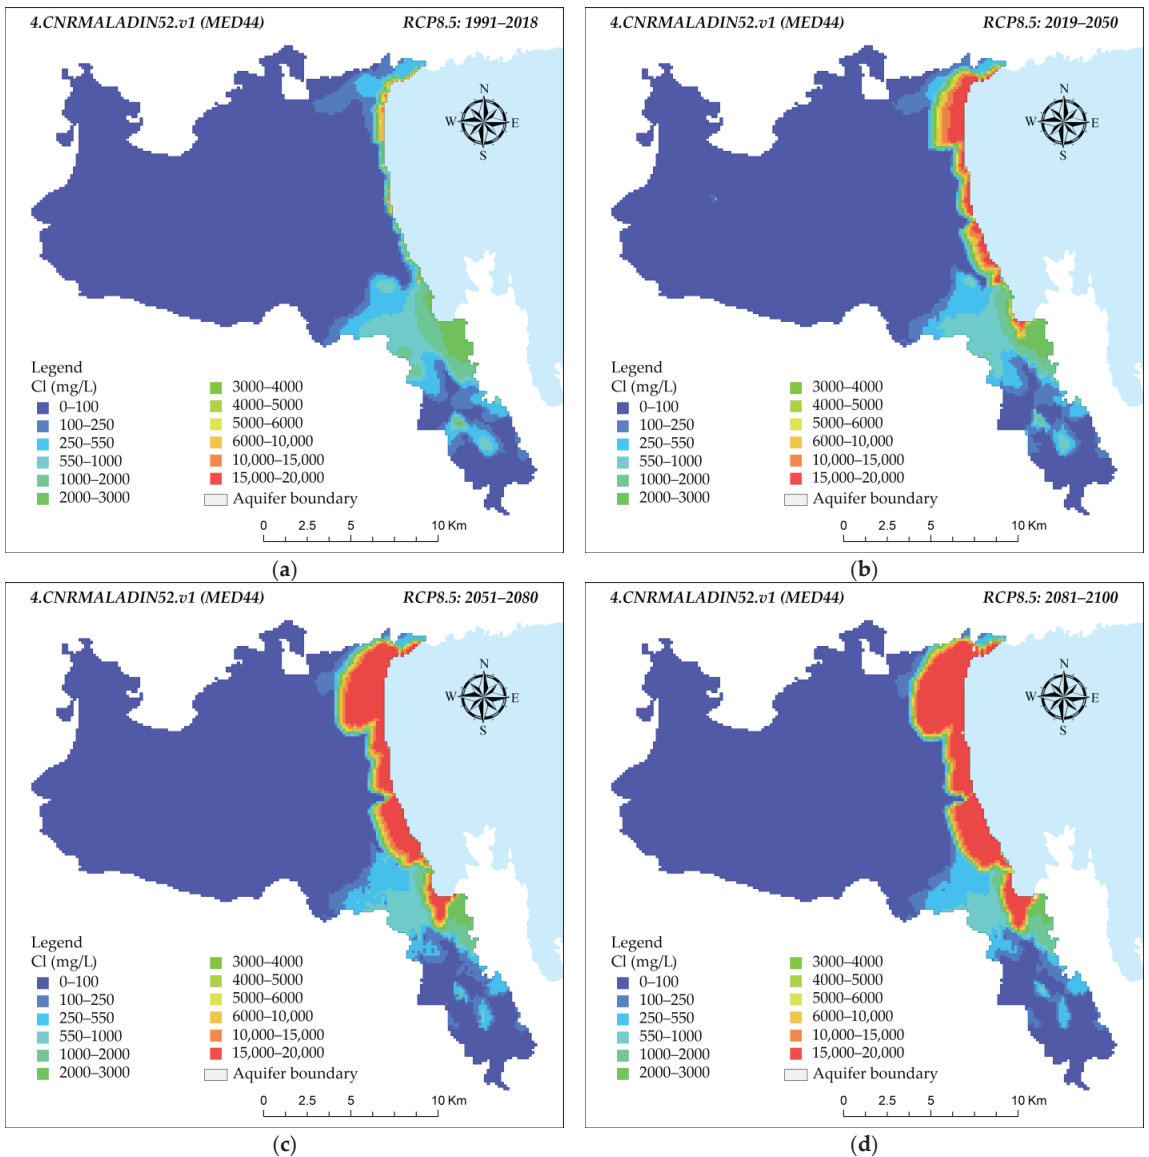 4.CNRMALADIN52.v1 (MED44) RCP8.5: 1991–2018
N
W E
S
Legend
Cl (mg/L)
0–100
100–250
250–550
550–1000
1000–2000
2000–3000
3000–4000
4000–5000
5000–6000
6000–10,000
10,000–15,000
15,000–20,000
Aquifer boundary
0 2.5 5 10 Km
(a)
4.CNRMALADIN52.v1 (MED44) RCP8.5: 2019–2050
N
W E
S
Legend
Cl (mg/L)
0–100
100–250
250–550
550–1000
1000–2000
2000–3000
3000–4000
4000–5000
5000–6000
6000–10,000
10,000–15,000
15,000–20,000
Aquifer boundary
0 2.5 5 10 Km
(b)
4.CNRMALADIN52.v1 (MED44) RCP8.5: 2051–2080
N
W E
S
Legend
Cl (mg/L)
0–100
100–250
250–550
550–1000
1000–2000
2000–3000
3000–4000
4000–5000
5000–6000
6000–10,000
10,000–15,000
15,000–20,000
Aquifer boundary
0 2.5 5 10 Km
(c)
4.CNRMALADIN52.v1 (MED44) RCP8.5: 2081–2100
N
W E
S
Legend
Cl (mg/L)
0–100
100–250
250–550
550–1000
1000–2000
2000–3000
3000–4000
4000–5000
5000–6000
6000–10,000
10,000–15,000
15,000–20,000
Aquifer boundary
0 2.5 5 10 Km
(d)